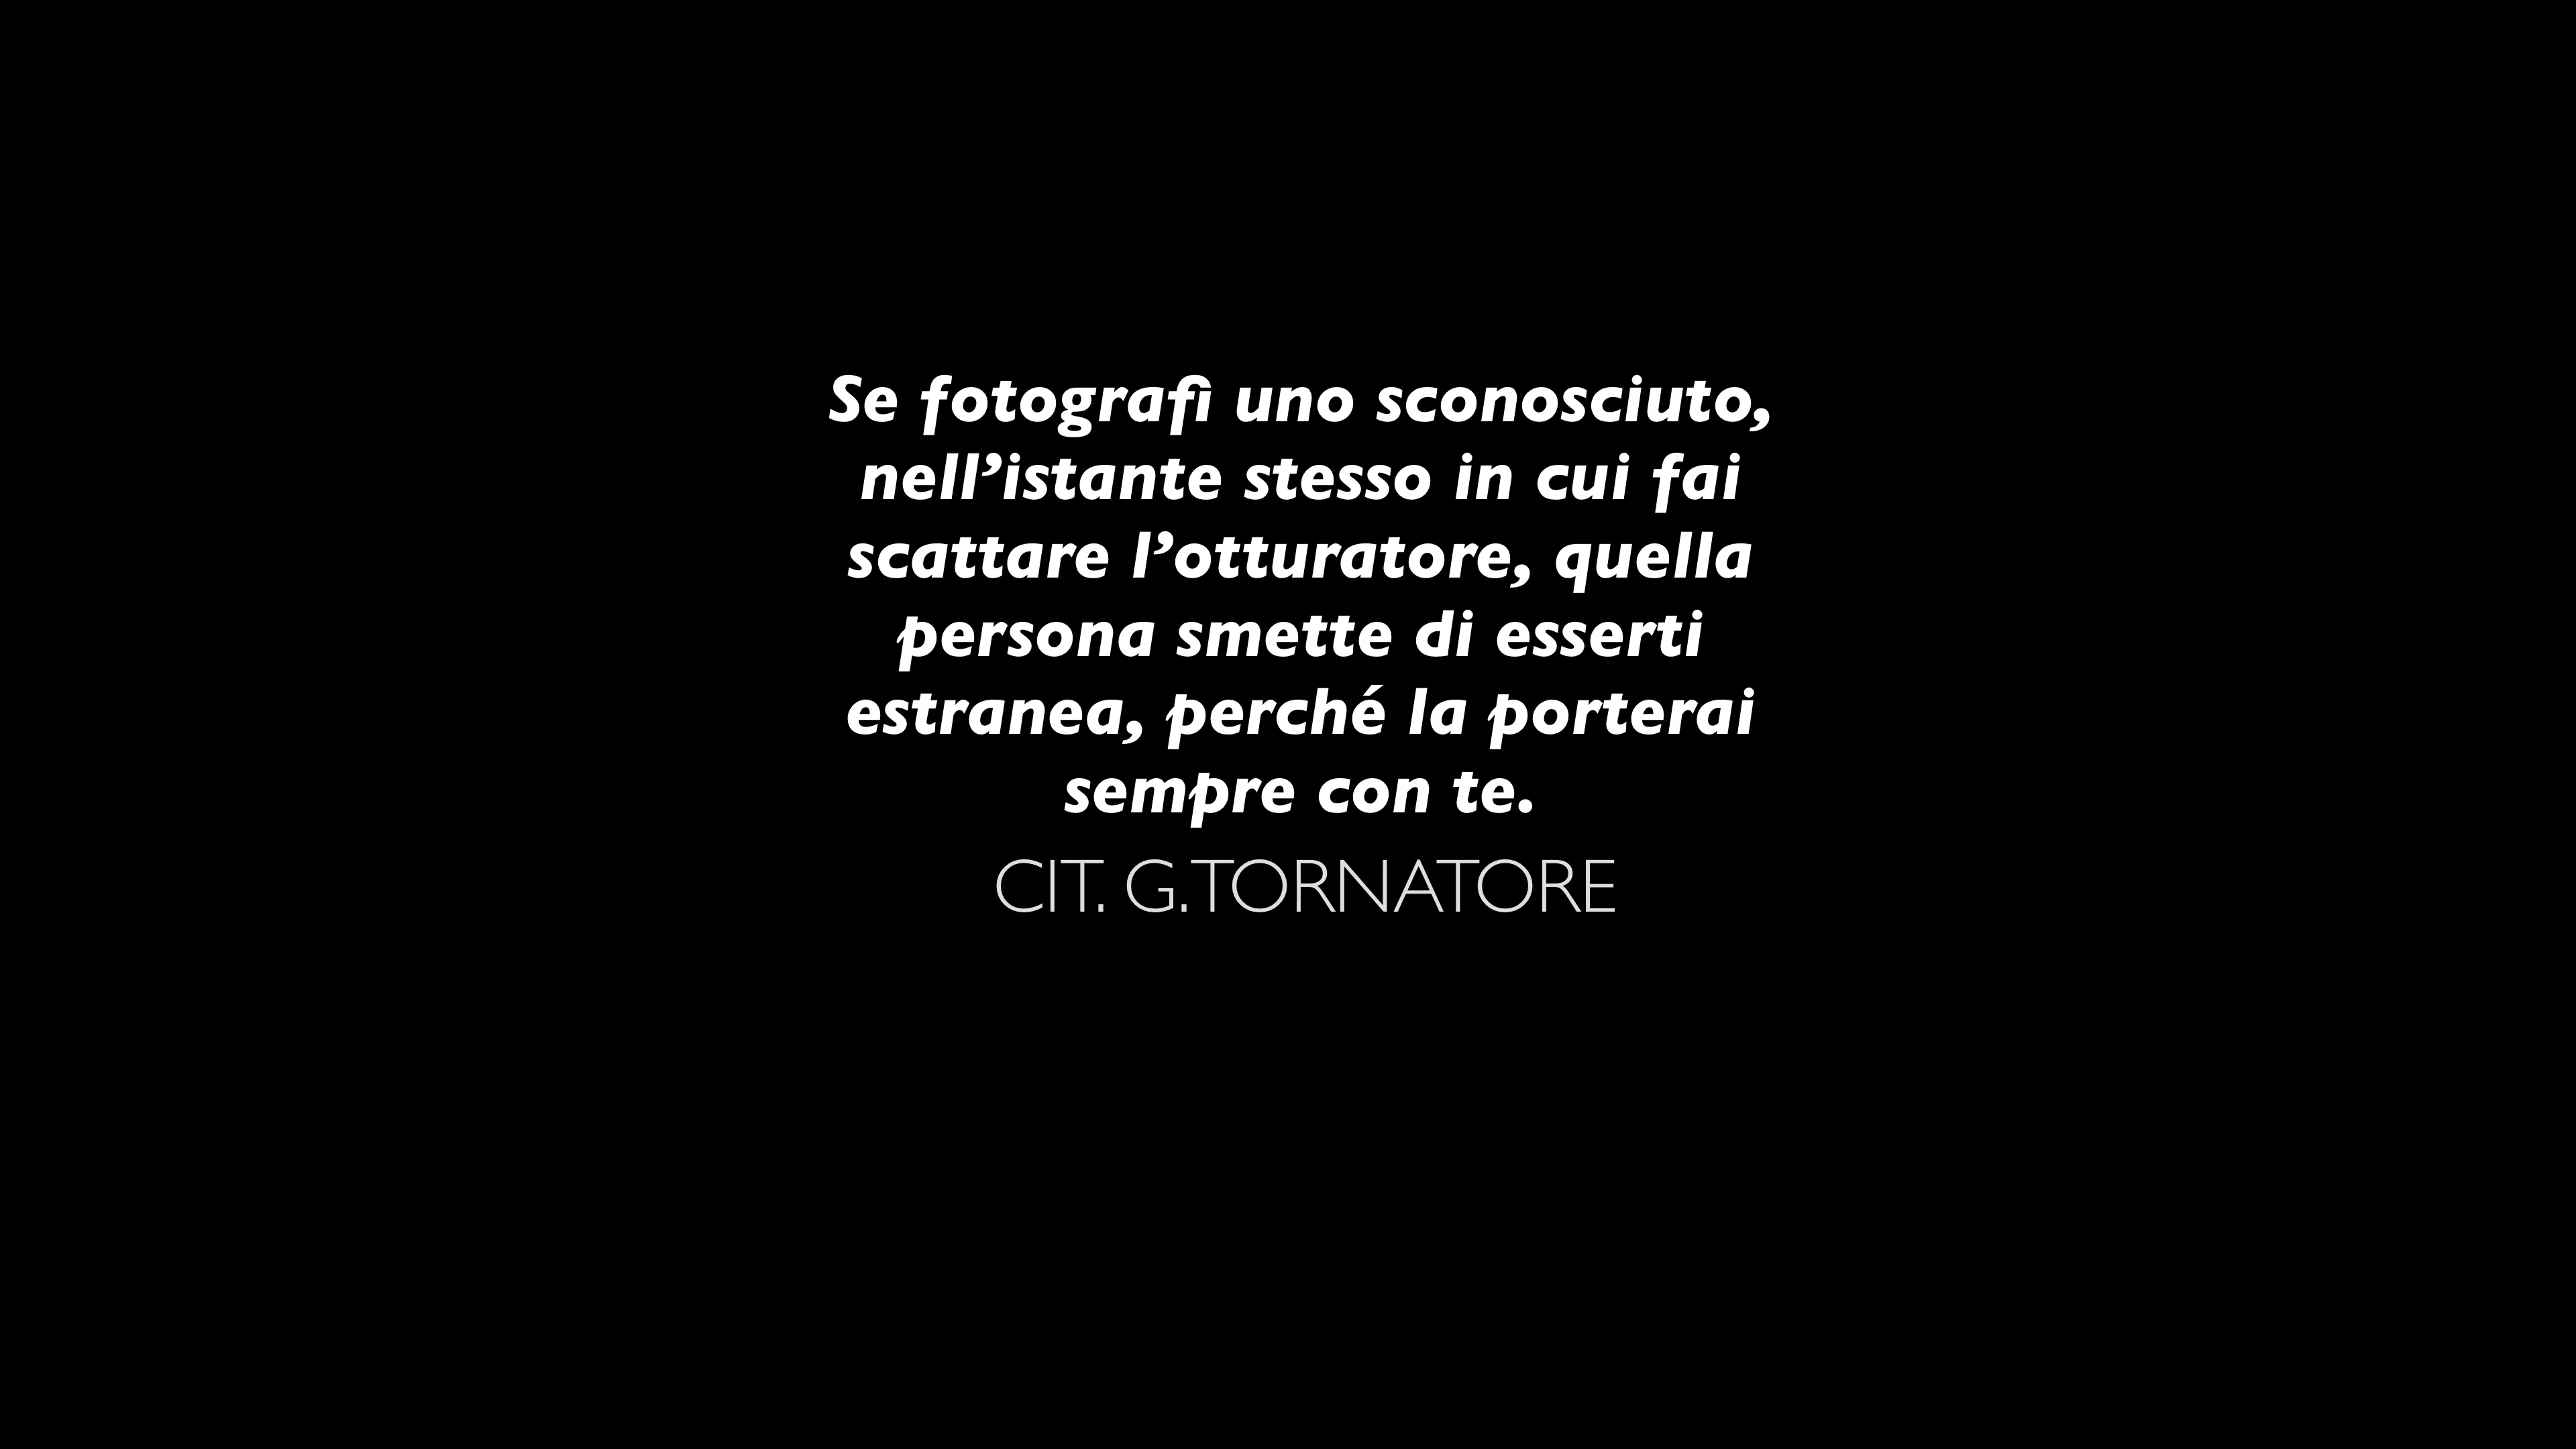 Se fotografi uno sconosciuto,
nell’istante stesso in cui fai
scattare l’otturatore, quella
persona smette di esserti
estranea, perché la porterai
sempre con te.
CIT. G.TORNATORE